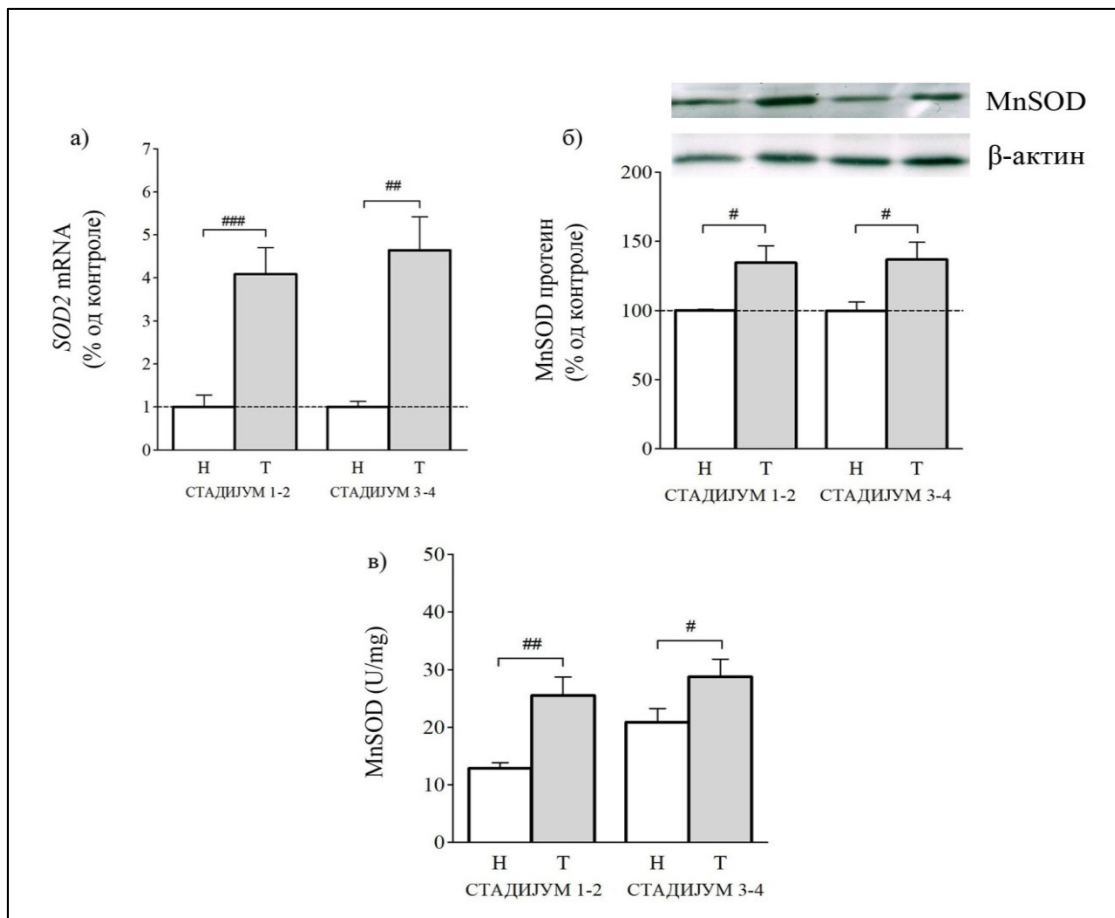 MnSOD
β-актин
а)
SOD2 mRNA
(% од контроле)
7
6
5
4
3
2
1
0
###
##
Н
Т
Н
Т
СТАДИЈУМ 1-2
СТАДИЈУМ 3-4
б)
MnSOD протеин
(% од контроле)
200
150
100
50
0
#
#
Н
Т
Н
Т
СТАДИЈУМ 1-2
СТАДИЈУМ 3-4
в)
MnSOD (U/mg)
50
40
30
20
10
0
##
#
Н
Т
Н
Т
СТАДИЈУМ 1-2
СТАДИЈУМ 3-4